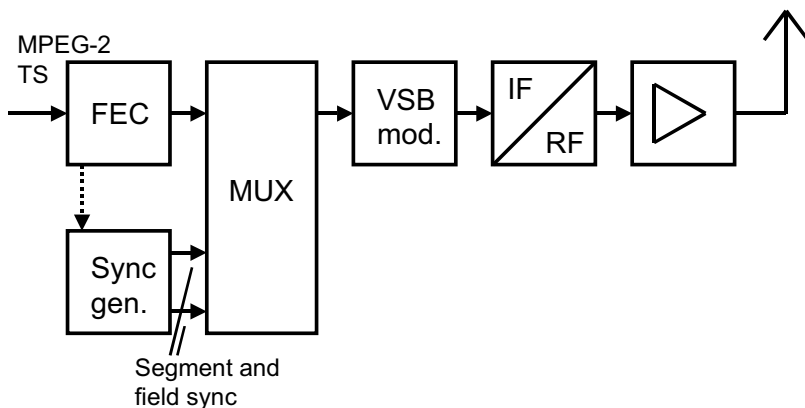 MPEG-2
TS
FEC
MUX
VSB
mod.
IF
RF
Sync
gen.
Segment and
field sync